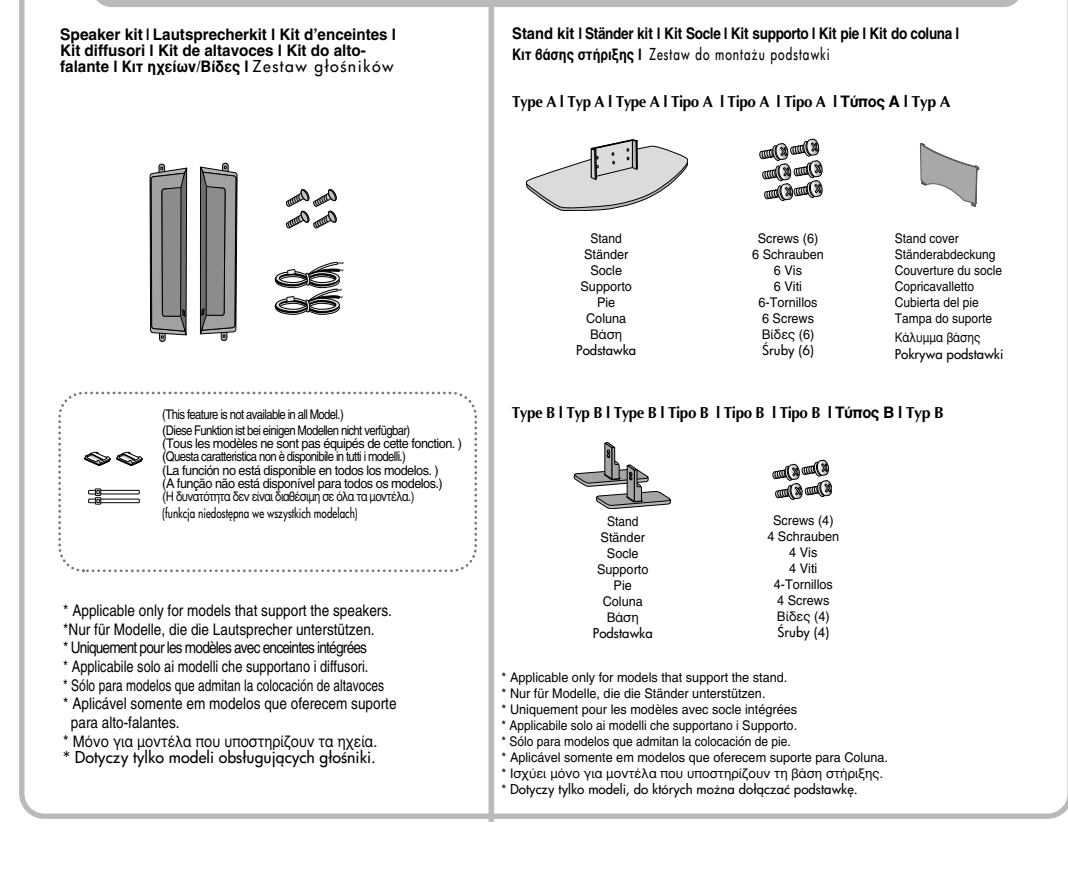 Speaker kit l Lautsprecherkit l Kit d'enceintes l
Kit diffusori l Kit de altavoces l Kit do alto-
falante l Κιτ ηχείων/Βίδες l Zestaw głośników
(This feature is not available in all Model.)
(Diese Funktion ist bei einigen Modellen nicht verfügbar)
(Tous les modèles ne sont pas équipés de cette fonction. )
(Questa caratteristica non è disponibile in tutti i modelli.)
(La función no está disponible en todos los modelos. )
(A função não está disponível para todos os modelos.)
(Η δυνατότητα δεν είναι διαθέσιμη σε όλα τα μοντέλα.)
(funkcja niedostępna we wszystkich modelach)
* Applicable only for models that support the speakers.
*Nur für Modelle, die die Lautsprecher unterstützen.
* Uniquement pour les modèles avec enceintes intégrées
* Applicabile solo ai modelli che supportano i diffusori.
* Sólo para modelos que admitan la colocación de altavoces
* Aplicável somente em modelos que oferecem suporte
para alto-falantes.
* Μόνο για μοντέλα που υποστηρίζουν τα ηχεία.
* Dotyczy tylko modeli obsługujących głośniki.
Stand kit l Ständer kit l Kit Socle l Kit supporto l Kit pie l Kit do coluna l
Κιτ βάσης στήριξης l Zestaw do montażu podstawki
Type A l Typ A l Type A l Tipo A l Tipo A l Tipo A l Τύπος A l Typ A
Stand
Ständer
Socle
Supporto
Pie
Coluna
Βάση
Podstawka
Screws (6)
6 Schrauben
6 Vis
6 Viti
6-Tornillos
6 Screws
Βίδες (6)
Śruby (6)
Stand cover
Ständerabdeckung
Couverture du socle
Copricavalletto
Cubierta del pie
Tampa do suporte
Κάλυμμα βάσης
Pokrywa podstawki
Type B l Typ B l Type B l Tipo B l Tipo B l Tipo B l Τύπος B l Typ B
Stand
Ständer
Socle
Supporto
Pie
Coluna
Βάση
Podstawka
Screws (4)
4 Schrauben
4 Vis
4 Viti
4-Tornillos
4 Screws
Βίδες (4)
Śruby (4)
* Applicable only for models that support the stand.
* Nur für Modelle, die die Ständer unterstützen.
* Uniquement pour les modèles avec socle intégrées
* Applicabile solo ai modelli che supportano i Supporto.
* Sólo para modelos que admitan la colocación de pie.
* Aplicável somente em modelos que oferecem suporte para Coluna.
* Ισχύει μόνο για μοντέλα που υποστηρίζουν τη βάση στήριξης.
* Dotyczy tylko modeli, do których można dołączać podstawkę.